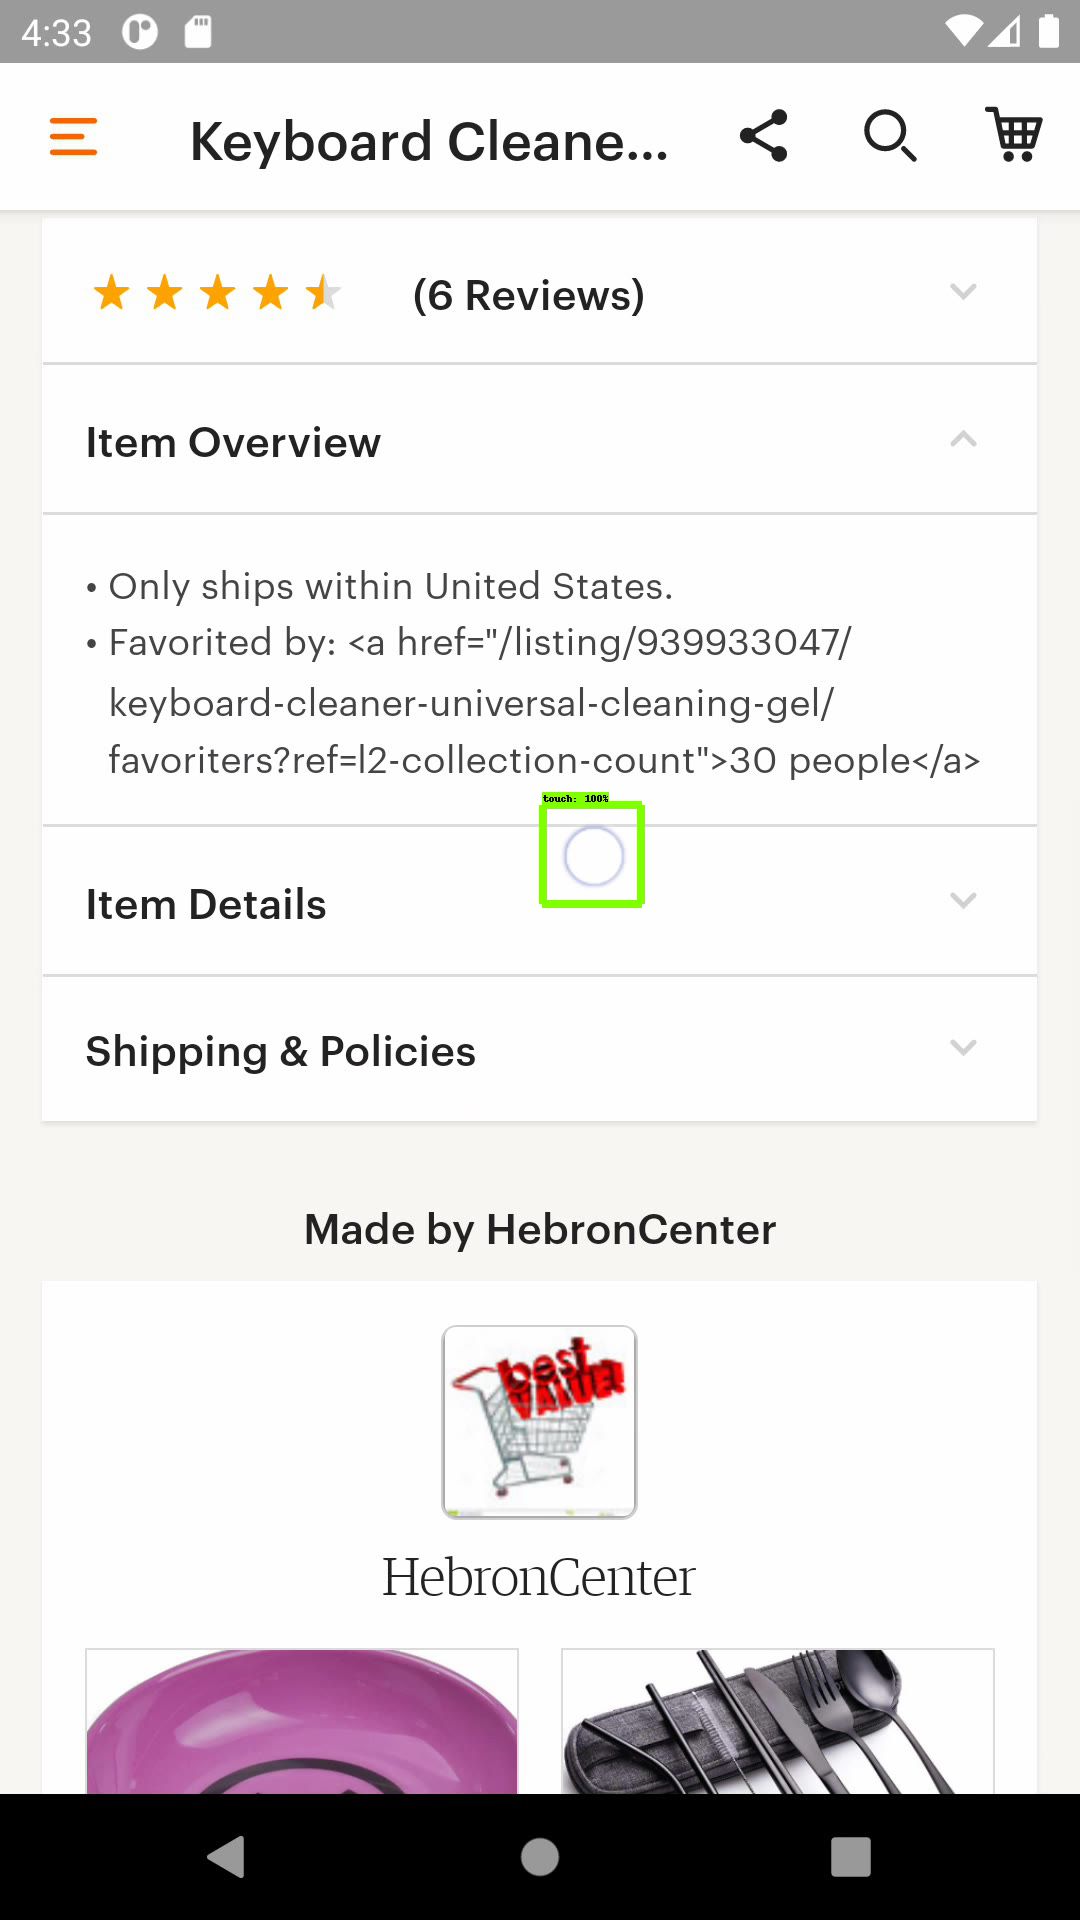 4:33
Keyboard Cleane...
(6 Reviews)
Item Overview
• Only ships within United States.
• Favorited by: <a href="/listing/939933047/
keyboard-cleaner-universal-cleaning-gel/
favoriters?ref=l2-collection-count">30 people</a>
touch: 100%
Item Details
Shipping & Policies
Made by HebronCenter
best
VALUE!
HebronCenter